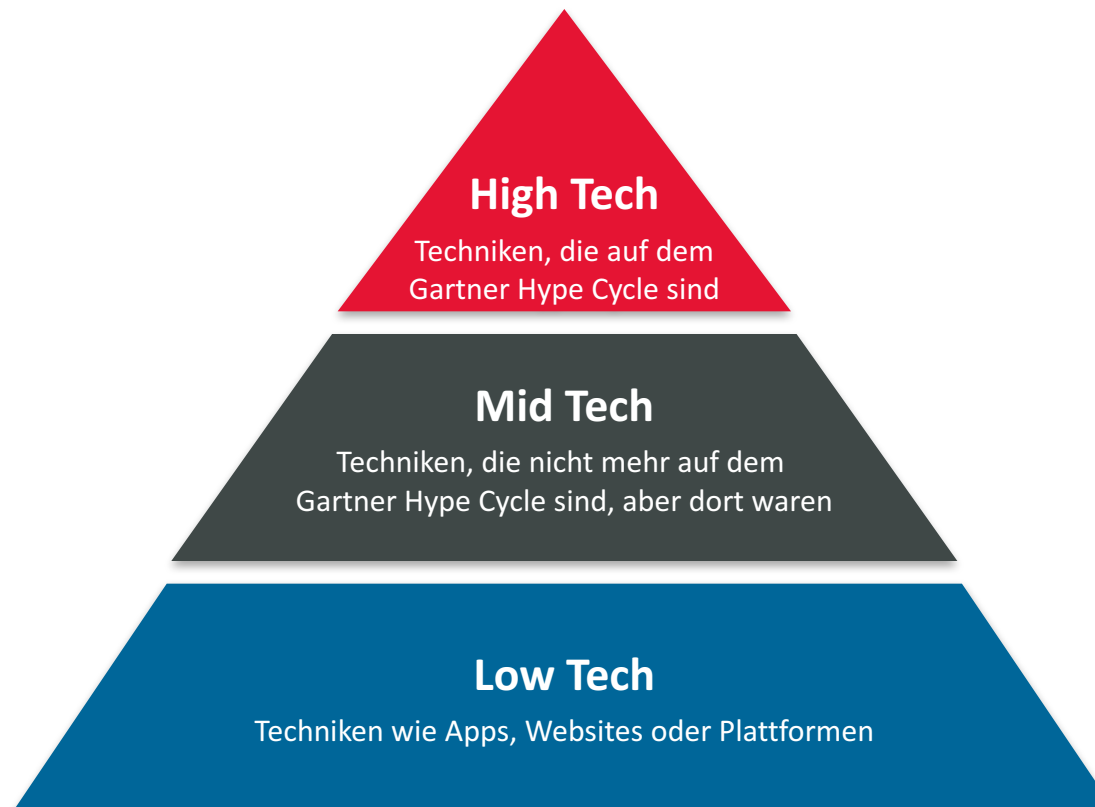 High Tech
Techniken, die auf dem
Gartner Hype Cycle sind
Mid Tech
Techniken, die nicht mehr auf dem
Gartner Hype Cycle sind, aber dort waren
Low Tech
Techniken wie Apps, Websites oder Plattformen